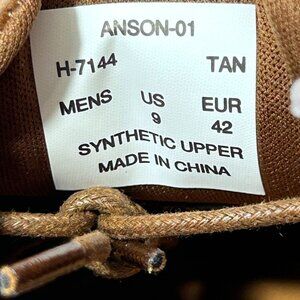 ANSON-01
H-7144 TAN
MENS US EUR
9 42
SYNTHETIC UPPER
MADE IN CHINA